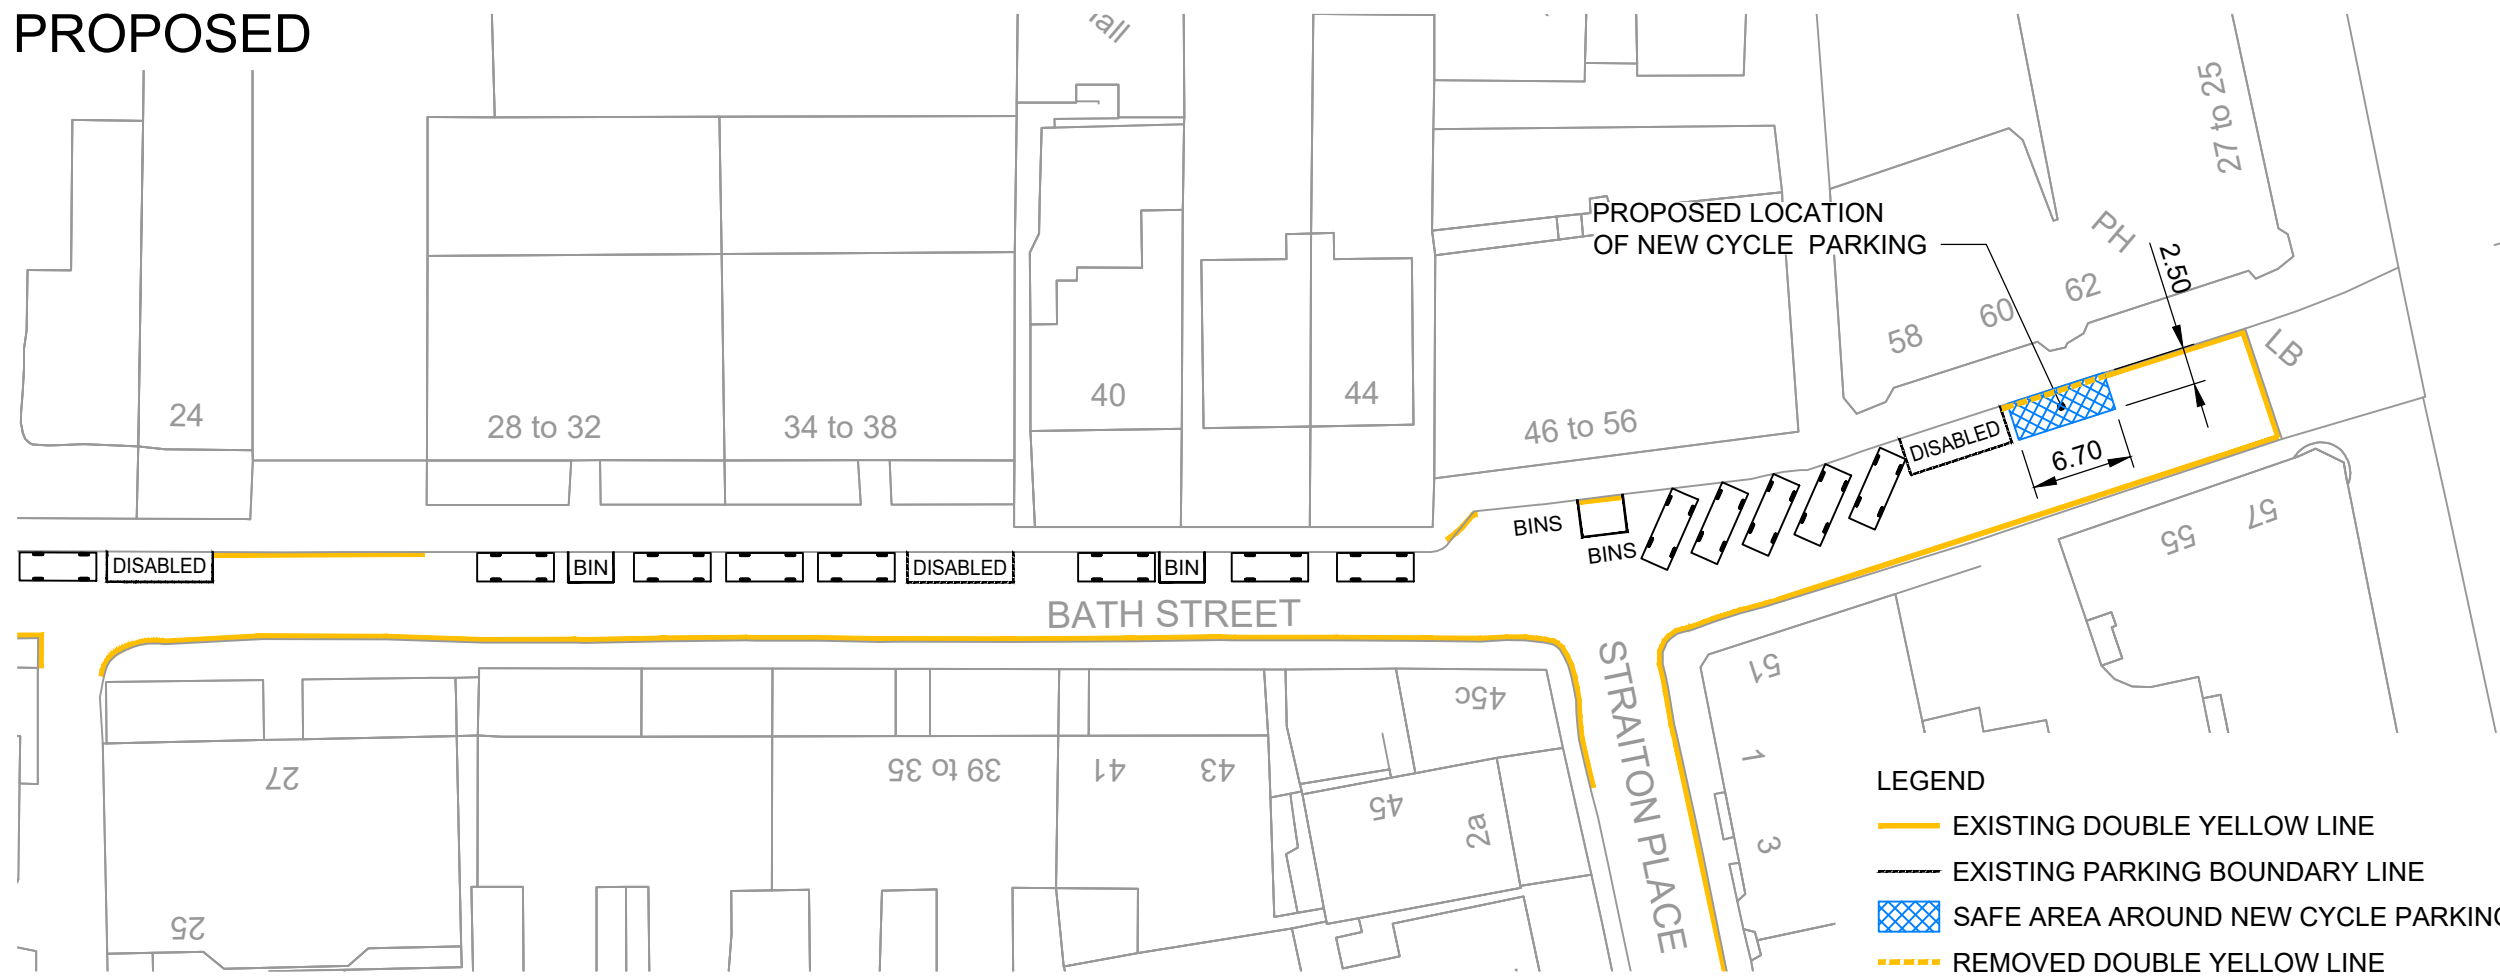 PROPOSED
all
27 to 25
PROPOSED LOCATION
OF NEW CYCLE PARKING
PH
2.50
62
60
58
LB
24
28 to 32
34 to 38
40
44
46 to 56
DISABLED
6.70
BINS
BINS
57
55
DISABLED
BIN
DISABLED
BIN
BATH STREET
STRAITON PLACE
51
45c
27
39 to 35
41
43
45
2a
1
3
25
LEGEND
EXISTING DOUBLE YELLOW LINE
EXISTING PARKING BOUNDARY LINE
SAFE AREA AROUND NEW CYCLE PARKING
REMOVED DOUBLE YELLOW LINE